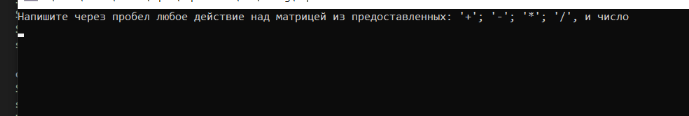 Напишите через пробел любое действие над матрицей из предоставленных: '+'; '-'; '*'; '/', и число